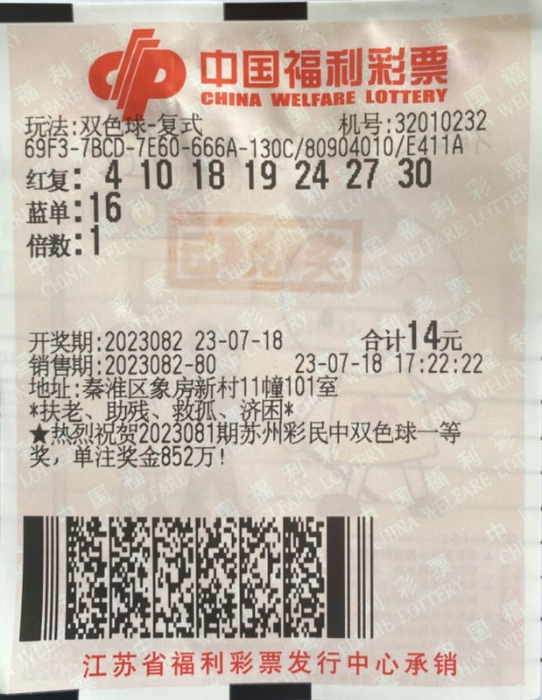 中国福利彩票
CHINA WELFARE LOTTERY
玩法:双色球-复式 机号:32010232
69F3-7BCD-7E60-666A-130C/80904010/E411A
红复: 4 10 18 19 24 27 30
蓝单:16
倍数:1
已兑奖
开奖期:2023082 23-07-18 合计14元
销售期:2023082-80 23-07-18 17:22:22
地址:秦淮区象房新村11幢101室
*扶老、助残、救孤、济困*
★热烈祝贺2023081期苏州彩民中双色球一等
奖，单注奖金852万!
江苏省福利彩票发行中心承销